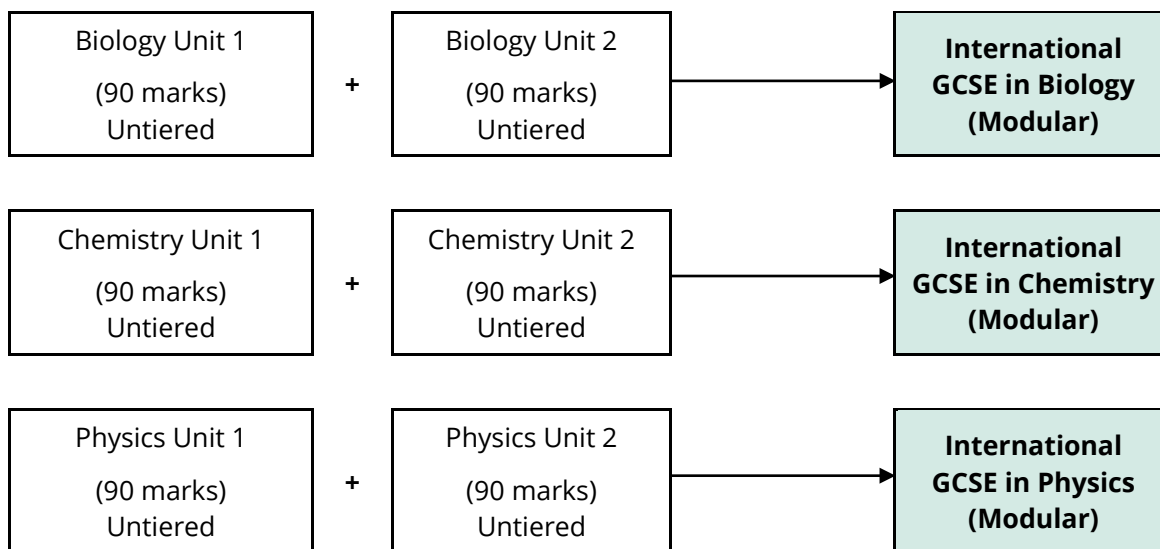 Biology Unit 1
(90 marks)
Untiered
+
Biology Unit 2
(90 marks)
Untiered
International
GCSE in Biology
(Modular)
Chemistry Unit 1
(90 marks)
Untiered
+
Chemistry Unit 2
(90 marks)
Untiered
International
GCSE in Chemistry
(Modular)
Physics Unit 1
(90 marks)
Untiered
+
Physics Unit 2
(90 marks)
Untiered
International
GCSE in Physics
(Modular)